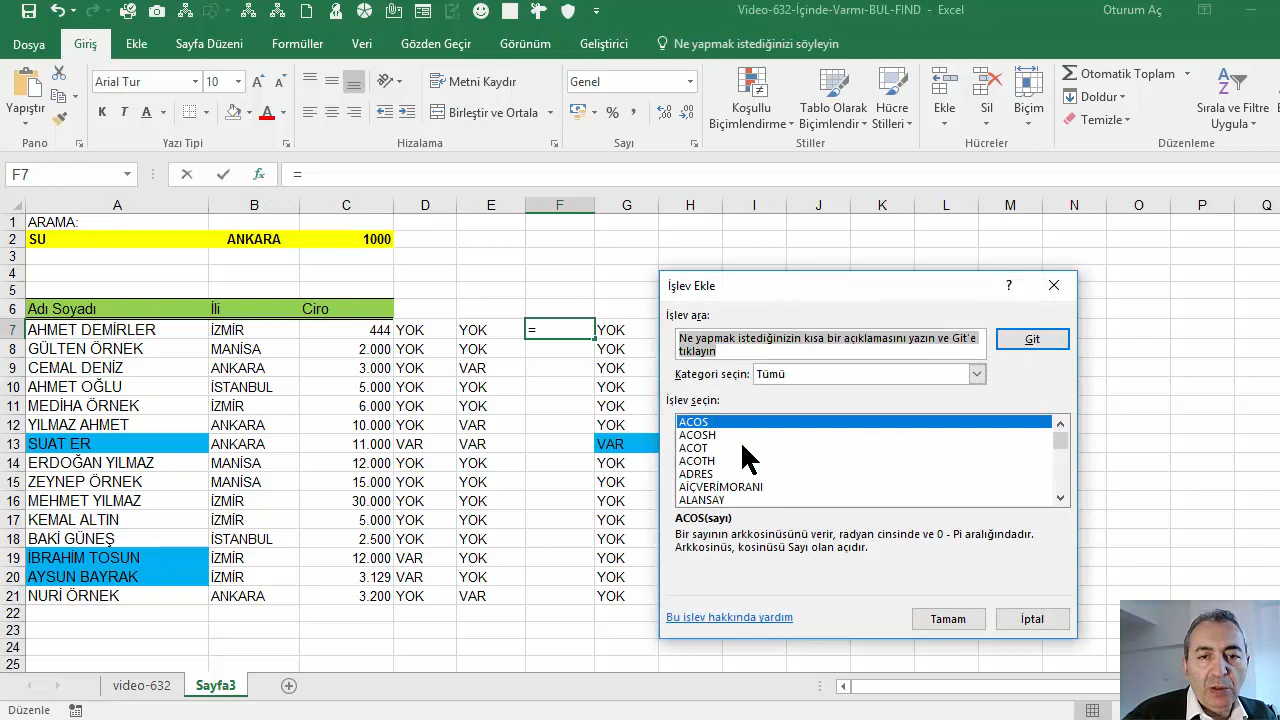 Video-632-İçinde-Varmı-BUL-FIND - Excel
Oturum Aç
Dosya Giriş Ekle Sayfa Düzeni Formüller Veri Gözden Geçir Görünüm Geliştirici Ne yapmak istediğinizi söyleyin
Yapıştır
Arial Tur 10
K T A A
Metni Kaydır
Birleştir ve Ortala
Genel
Koşullu Biçimlendirme
Tablo Olarak Biçimlendir
Hücre Stilleri
Ekle Sil Biçim
Otomatik Toplam
Doldur
Temizle
Sırala ve Filtre Uygula
Pano Yazı Tipi Hizalama Sayı Stiller Hücreler Düzenleme
F7 fx =
A B C D E F G H I J K L M N O P Q
1 ARAMA:
2 SU ANKARA 1000
3
4
5
6 Adı Soyadı İli Ciro
7 AHMET DEMİRLER İZMİR 444 YOK YOK = YOK
8 GÜLTEN ÖRNEK MANİSA 2.000 YOK YOK YOK
9 CEMAL DENİZ ANKARA 3.000 YOK VAR YOK
10 AHMET OĞLU İSTANBUL 5.000 YOK YOK YOK
11 MEDİHA ÖRNEK İZMİR 6.000 YOK YOK YOK
12 YILMAZ AHMET ANKARA 10.000 YOK VAR YOK
13 SUAT ER ANKARA 11.000 VAR VAR VAR
14 ERDOĞAN YILMAZ MANİSA 12.000 YOK YOK YOK
15 ZEYNEP ÖRNEK MANİSA 15.000 YOK YOK YOK
16 MEHMET YILMAZ İZMİR 30.000 YOK YOK YOK
17 KEMAL ALTIN İZMİR 5.000 YOK YOK YOK
18 BAKİ GÜNEŞ İSTANBUL 2.500 YOK YOK YOK
19 İBRAHİM TOSUN İZMİR 12.000 VAR YOK YOK
20 AYSUN BAYRAK İZMİR 3.129 VAR YOK YOK
21 NURİ ÖRNEK ANKARA 3.200 YOK VAR YOK
22
23
24
25
İşlev Ekle ?
İşlev ara:
Ne yapmak istediğinizin kısa bir açıklamasını yazın ve Git'e
tıklayın
Git
Kategori seçin: Tümü
İşlev seçin:
ACOS
ACOSH
ACOT
ACOTH
ADRES
AİÇVERİMORANI
ALANSAY
ACOS(sayı)
Bir sayının arkkosinüsünü verir, radyan cinsinde ve 0 - Pi aralığındadır.
Arkkosinüs, kosinüsü Sayı olan açıdır.
Bu işlev hakkında yardım
Tamam İptal
video-632 Sayfa3
Düzenle